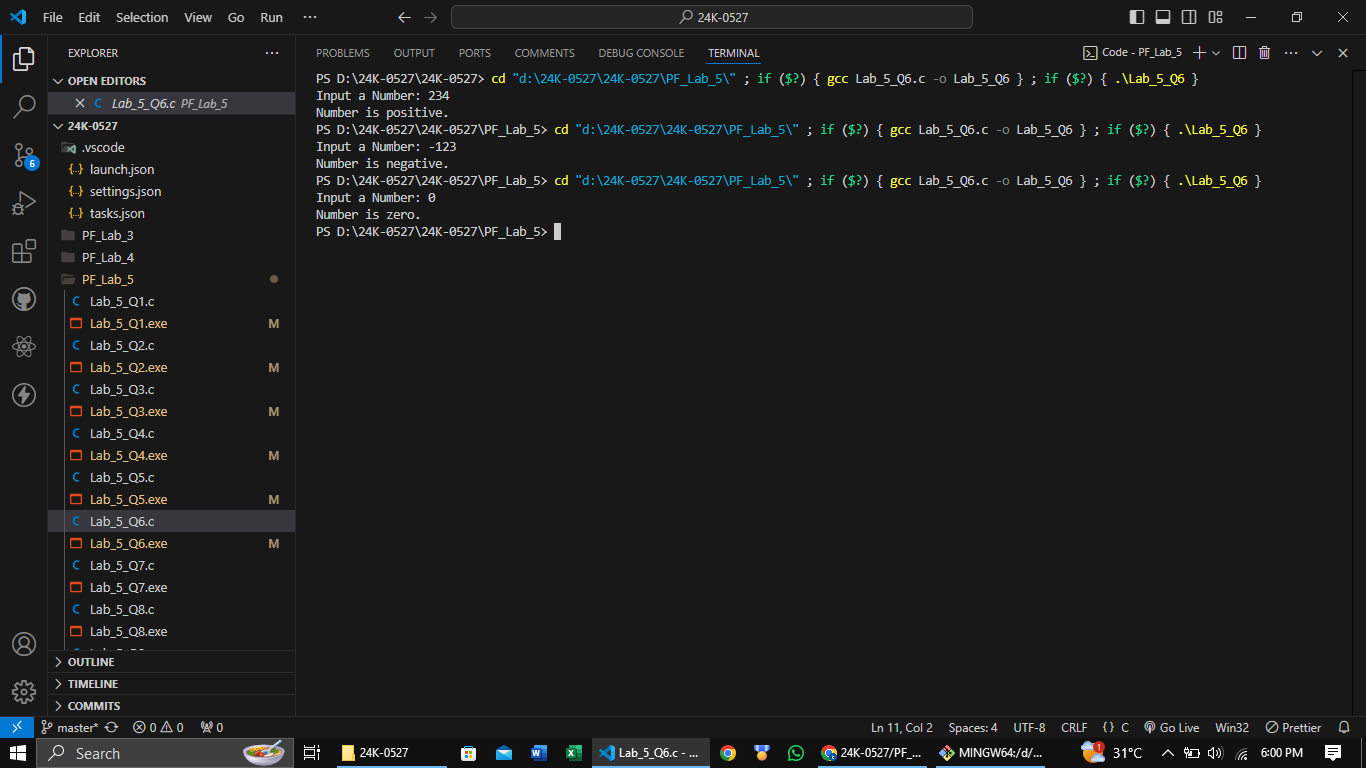 File Edit Selection View Go Run ··· 24K-0527
EXPLORER ···
OPEN EDITORS
Lab_5_Q6.c PF_Lab_5
24K-0527
.vscode
{..} launch.json
{..} settings.json
{..} tasks.json
PF_Lab_3
PF_Lab_4
PF_Lab_5
C Lab_5_Q1.c
Lab_5_Q1.exe M
C Lab_5_Q2.c
Lab_5_Q2.exe M
C Lab_5_Q3.c
Lab_5_Q3.exe M
C Lab_5_Q4.c
Lab_5_Q4.exe M
C Lab_5_Q5.c
Lab_5_Q5.exe M
C Lab_5_Q6.c
Lab_5_Q6.exe M
C Lab_5_Q7.c
Lab_5_Q7.exe
C Lab_5_Q8.c
Lab_5_Q8.exe
OUTLINE
TIMELINE
COMMITS
6
PROBLEMS OUTPUT PORTS COMMENTS DEBUG CONSOLE TERMINAL Code - PF_Lab_5 ···
PS D:\24K-0527\24K-0527> cd "d:\24K-0527\24K-0527\PF_Lab_5\" ; if ($?) { gcc Lab_5_Q6.c -o Lab_5_Q6 } ; if ($?) { .\Lab_5_Q6 }
Input a Number: 234
Number is positive.
PS D:\24K-0527\24K-0527\PF_Lab_5> cd "d:\24K-0527\24K-0527\PF_Lab_5\" ; if ($?) { gcc Lab_5_Q6.c -o Lab_5_Q6 } ; if ($?) { .\Lab_5_Q6 }
Input a Number: -123
Number is negative.
PS D:\24K-0527\24K-0527\PF_Lab_5> cd "d:\24K-0527\24K-0527\PF_Lab_5\" ; if ($?) { gcc Lab_5_Q6.c -o Lab_5_Q6 } ; if ($?) { .\Lab_5_Q6 }
Input a Number: 0
Number is zero.
PS D:\24K-0527\24K-0527\PF_Lab_5>
master* 0 0 0 Ln 11, Col 2 Spaces: 4 UTF-8 CRLF {} C Go Live Win32 Prettier
Search 24K-0527 Lab_5_Q6.c - ... 24K-0527/PF_... MINGW64:/d/... 1 31°C 6:00 PM